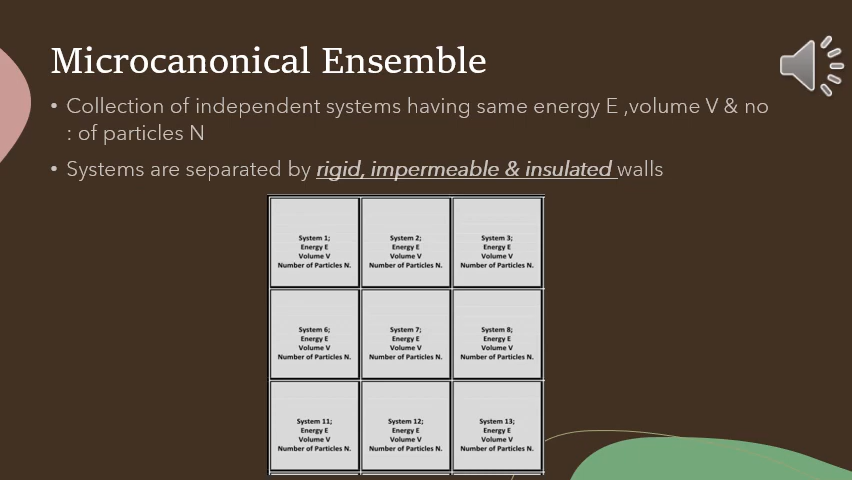 Microcanonical Ensemble
• Collection of independent systems having same energy E ,volume V & no
: of particles N
• Systems are separated by rigid, impermeable & insulated walls
System 1;
Energy E
Volume V
Number of Particles N.
System 2;
Energy E
Volume V
Number of Particles N.
System 3;
Energy E
Volume V
Number of Particles N.
System 6;
Energy E
Volume V
Number of Particles N.
System 7;
Energy E
Volume V
Number of Particles N.
System 8;
Energy E
Volume V
Number of Particles N.
System 11;
Energy E
Volume V
Number of Particles N.
System 12;
Energy E
Volume V
Number of Particles N.
System 13;
Energy E
Volume V
Number of Particles N.